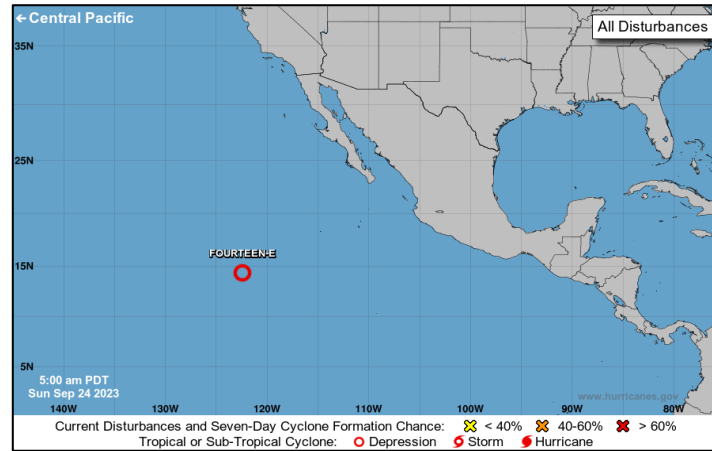 ←Central Pacific
All Disturbances
35N
25N
FOURTEEN-E
15N
5N
5:00 am PDT
Sun Sep 24 2023
www.hurricanes.gov
140W 130W 120W 110W 100W 90W 80W
Current Disturbances and Seven-Day Cyclone Formation Chance: < 40% 40-60% > 60%
Tropical or Sub-Tropical Cyclone: Depression Storm Hurricane